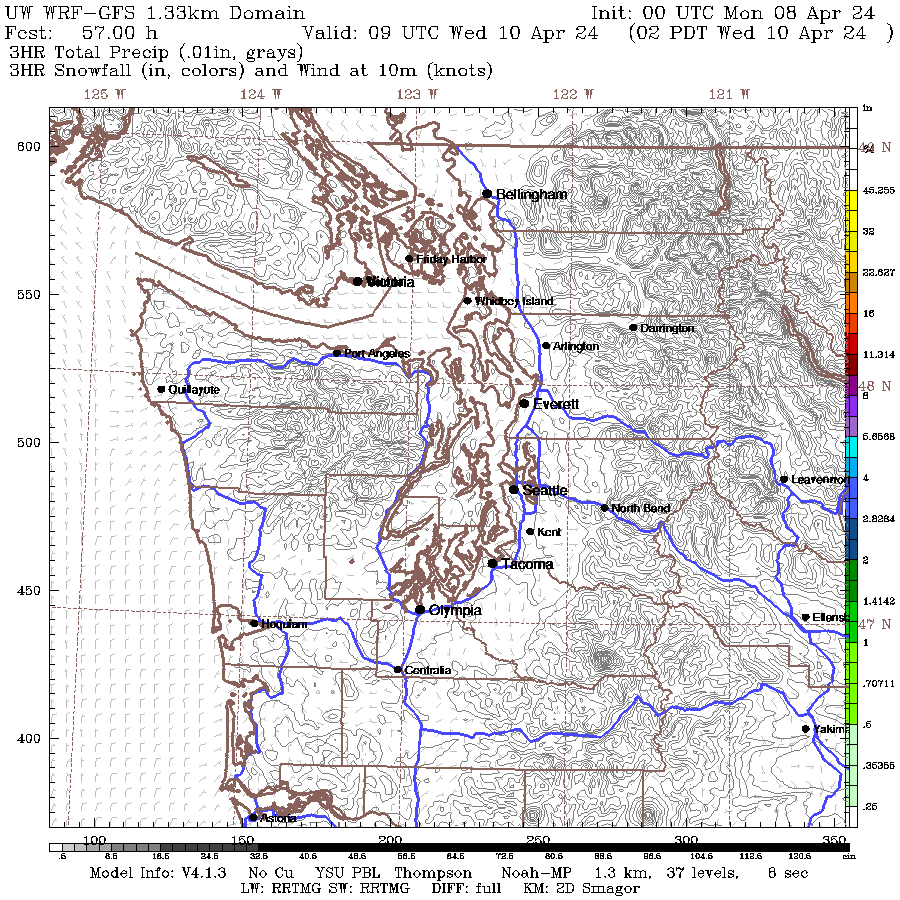 UW WRF-GFS 1.33km Domain Init: 00 UTC Mon 08 Apr 24
Fcst: 57.00 h Valid: 09 UTC Wed 10 Apr 24 (02 PDT Wed 10 Apr 24 )
3HR Total Precip (.01in, grays)
3HR Snowfall (in, colors) and Wind at 10m (knots)
125 W 124 W 123 W 122 W 121 W
in
600
N
Bellingham
45.255
32
Friday Harbor
Victoria
22.627
550
Whidbey Island
16
Darrington
Arlington
Port Angeles
11.314
48 N
Quillayute
8
Everett
500
5.6568
4
Leavenwor
Seattle
North Bend
2.8284
Kent
2
Tacoma
450
1.4142
Olympia
Ellens
Hoquiam
47 N
1
Centralia
.70711
.5
400
Yakima
.35355
.25
Astoria
100 150 200 250 300 350
.5 8.5 16.5 24.5 32.5 40.5 48.5 56.5 64.5 72.5 80.5 88.5 96.5 104.5 112.5 120.5
Model Info: V4.1.3 No Cu YSU PBL Thompson Noah-MP 1.3 km, 37 levels, 8 sec
LW: RRTMG SW: RRTMG DIFF: full KM: 2D Smagor